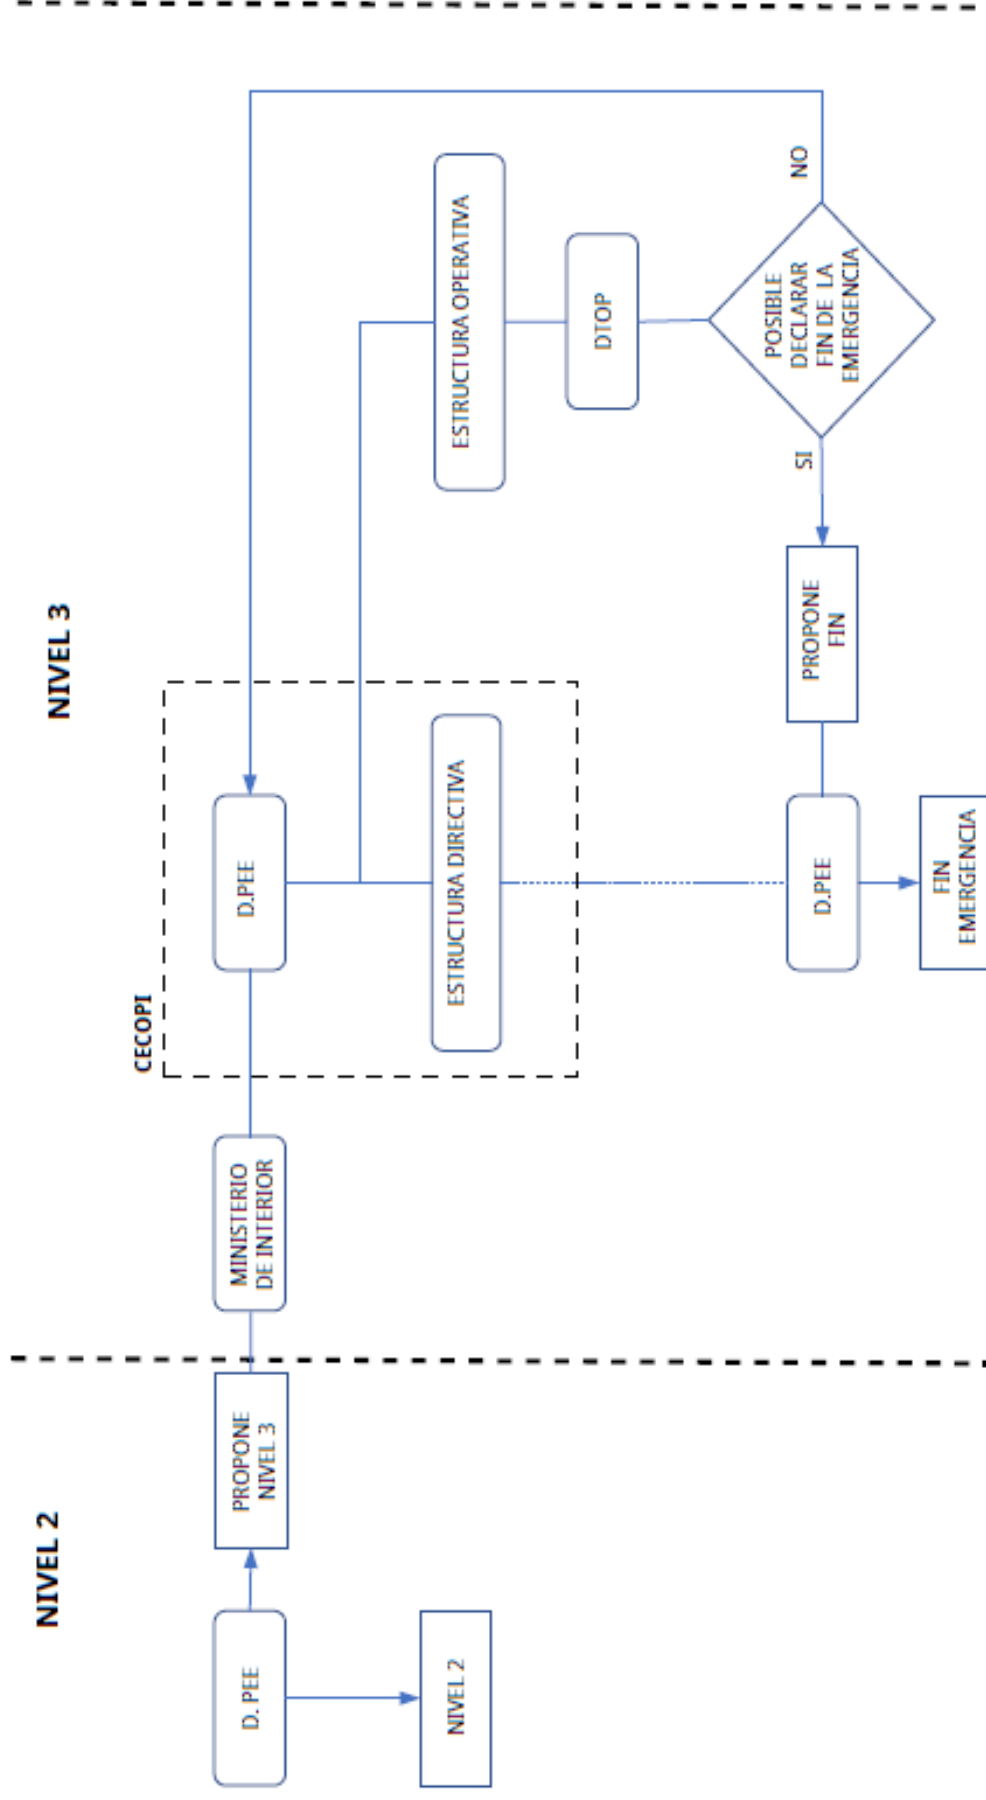 NIVEL 2
NIVEL 3
D. PEE
PROPONE
NIVEL 3
NIVEL 2
MINISTERIO
DE INTERIOR
CECOPI
D.PEE
ESTRUCTURA DIRECTIVA
ESTRUCTURA OPERATIVA
DTOP
POSIBLE
DECLARAR
FIN DE LA
EMERGENCIA
NO
SI
PROPONE
FIN
D.PEE
FIN
EMERGENCIA